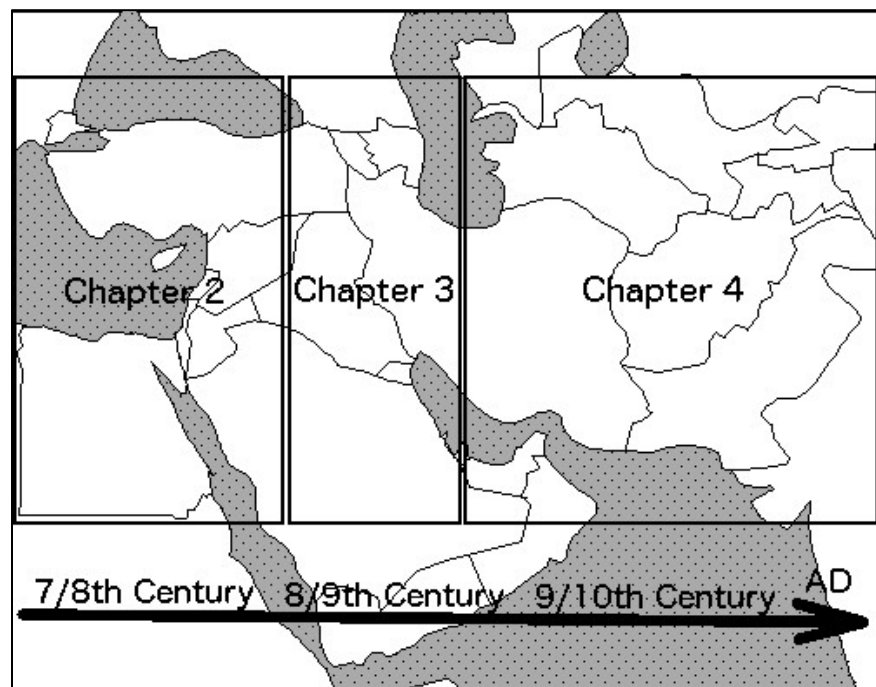 Chapter 2
Chapter 3
Chapter 4
7/8th Century
8/9th Century
9/10th Century
AD